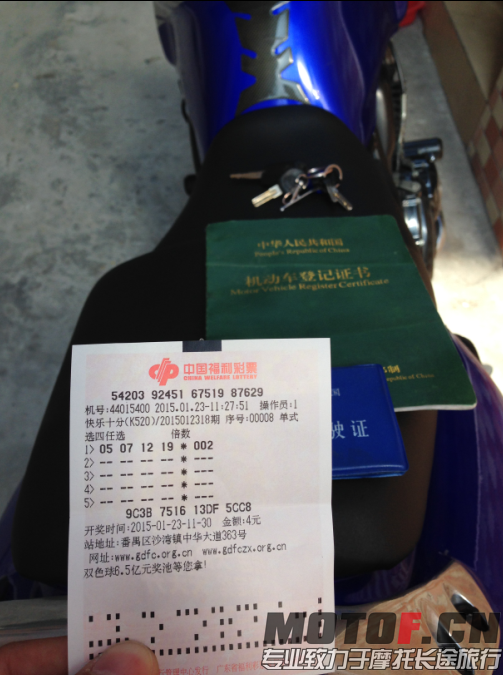 中华人民共和国
People's Republic of China
机动车登记证书
Motor Vehicle Register Certificate
驶证
中国福利彩票
CHINA WELFARE LOTTERY
54203 92451 67519 87629
机号:44015400 2015.01.23-11:27:51 操作员:1
快乐十分(K520)/2015012318期 序号:00008 单式
选四任选 倍数
1> 05 07 12 19 * 002
2> -- -- -- -- * --
3> -- -- -- -- * --
4> -- -- -- -- * --
5> -- -- -- -- * --
9C3B 7516 13DF 5CC8
开奖时间:2015-01-23-11-30 金额:4元
站地址:番禺区沙湾镇中华大道363号
网址:www.gdfc.org.cn www.gdfczx.org.cn
双色球6.5亿元奖池等您拿!
MOTOF.CN
专业致力于摩托长途旅行